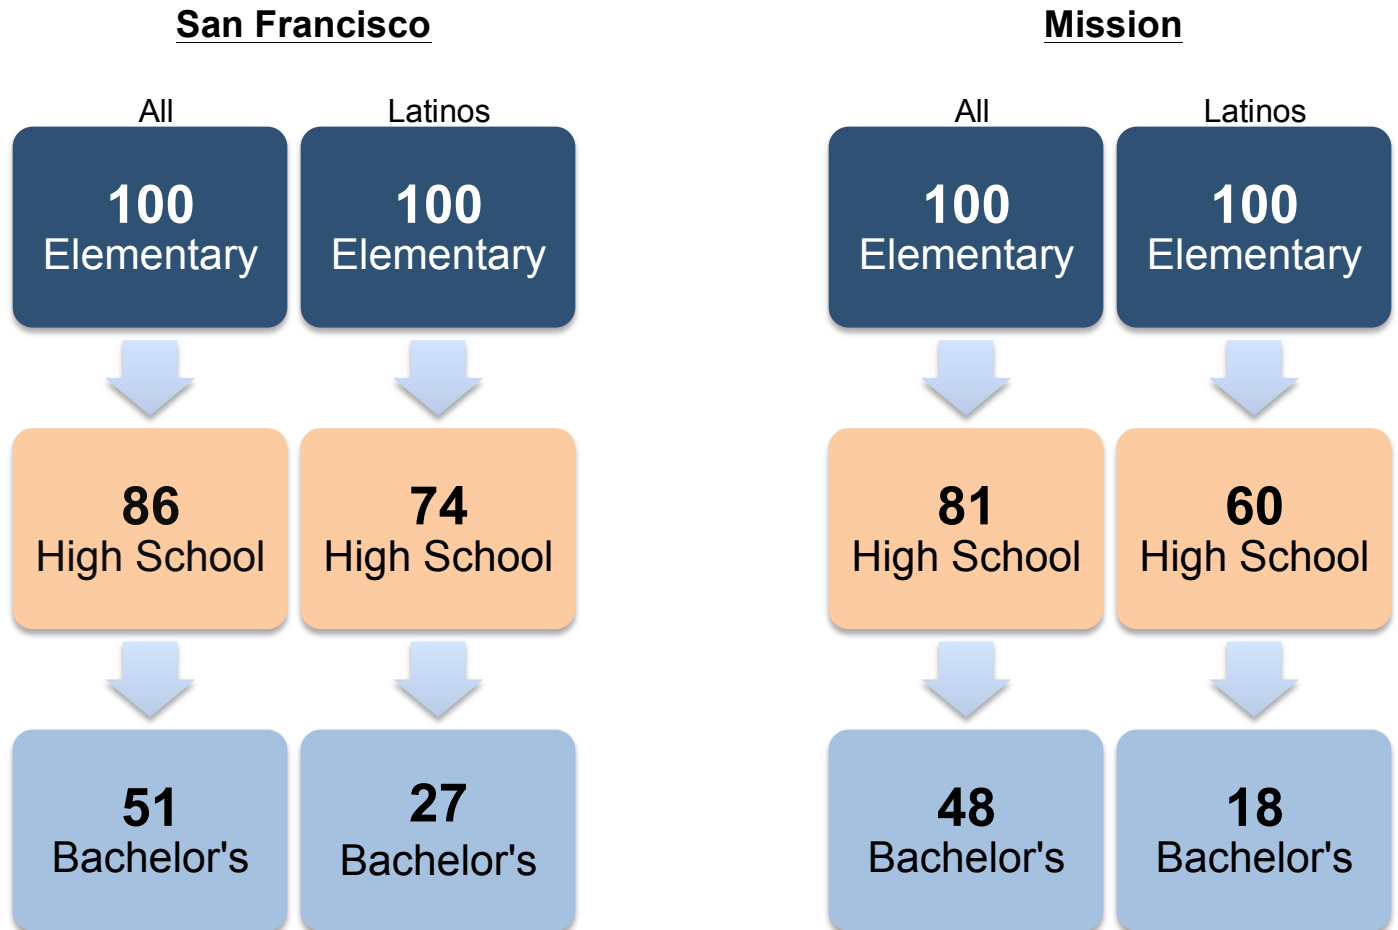 San Francisco
Mission
All
Latinos
All
Latinos
100
Elementary
100
Elementary
100
Elementary
100
Elementary
86
High School
74
High School
81
High School
60
High School
51
Bachelor's
27
Bachelor's
48
Bachelor's
18
Bachelor's